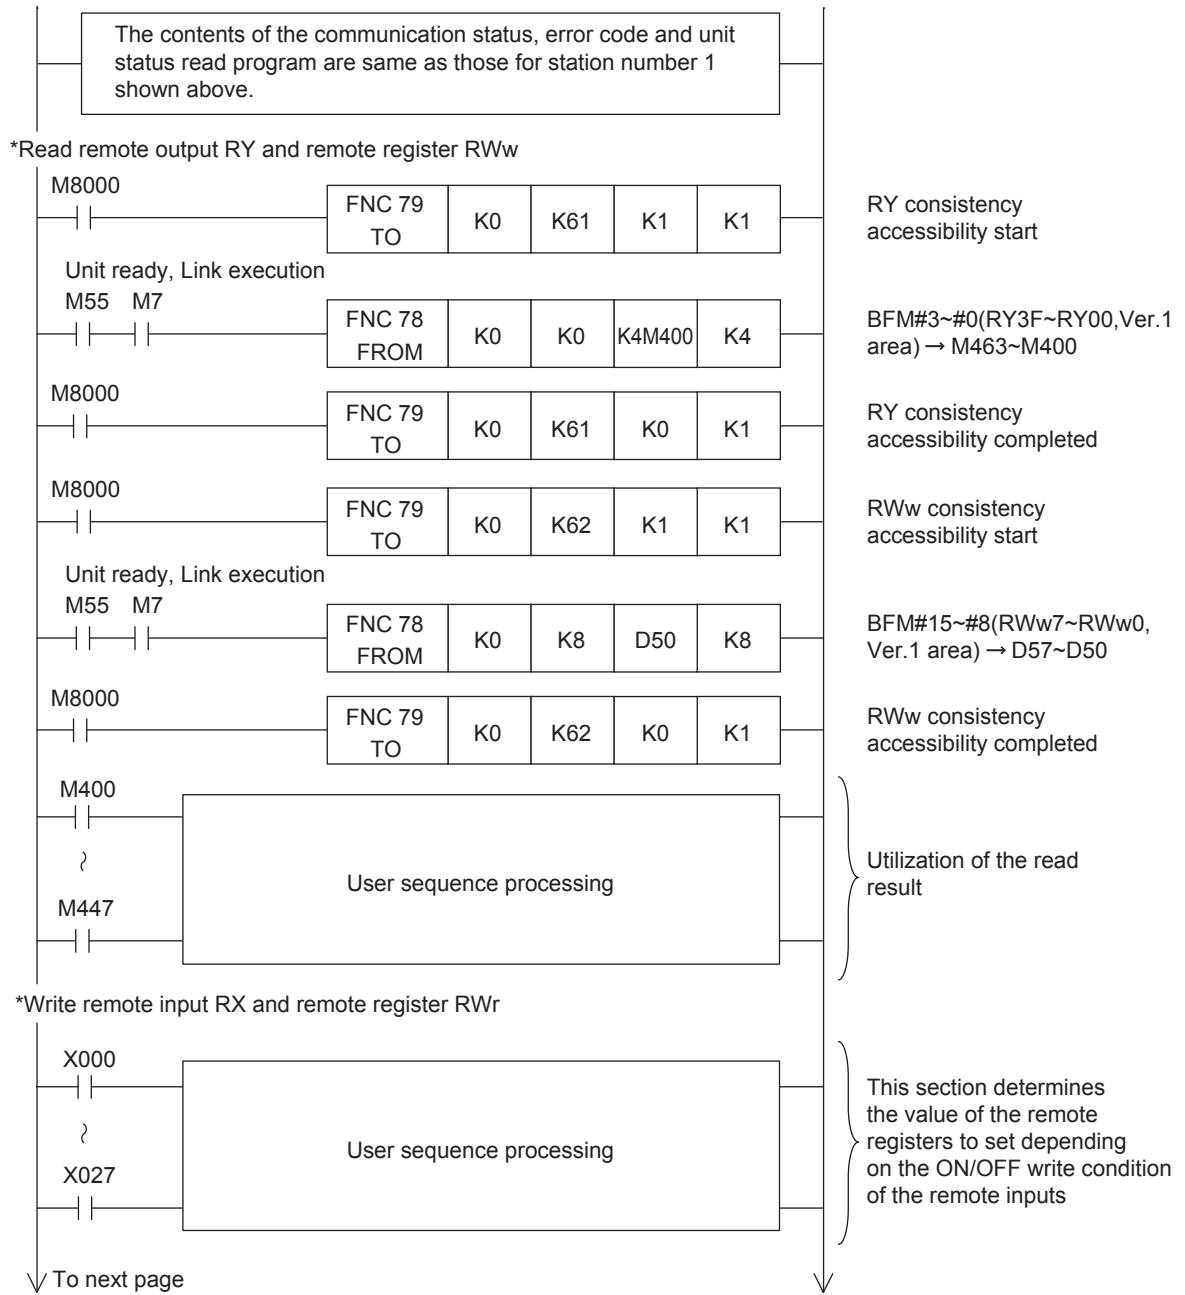 The contents of the communication status, error code and unit
status read program are same as those for station number 1
shown above.
*Read remote output RY and remote register RWw
M8000
FNC 79
TO
K0 K61 K1 K1
RY consistency
accessibility start
Unit ready, Link execution
M55 M7
FNC 78
FROM
K0 K0 K4M400 K4
BFM#3~#0(RY3F~RY00,Ver.1
area) → M463~M400
M8000
FNC 79
TO
K0 K61 K0 K1
RY consistency
accessibility completed
M8000
FNC 79
TO
K0 K62 K1 K1
RWw consistency
accessibility start
Unit ready, Link execution
M55 M7
FNC 78
FROM
K0 K8 D50 K8
BFM#15~#8(RWw7~RWw0,
Ver.1 area) → D57~D50
M8000
FNC 79
TO
K0 K62 K0 K1
RWw consistency
accessibility completed
M400
~
M447
User sequence processing
Utilization of the read
result
*Write remote input RX and remote register RWr
X000
~
X027
User sequence processing
This section determines
the value of the remote
registers to set depending
on the ON/OFF write condition
of the remote inputs
To next page